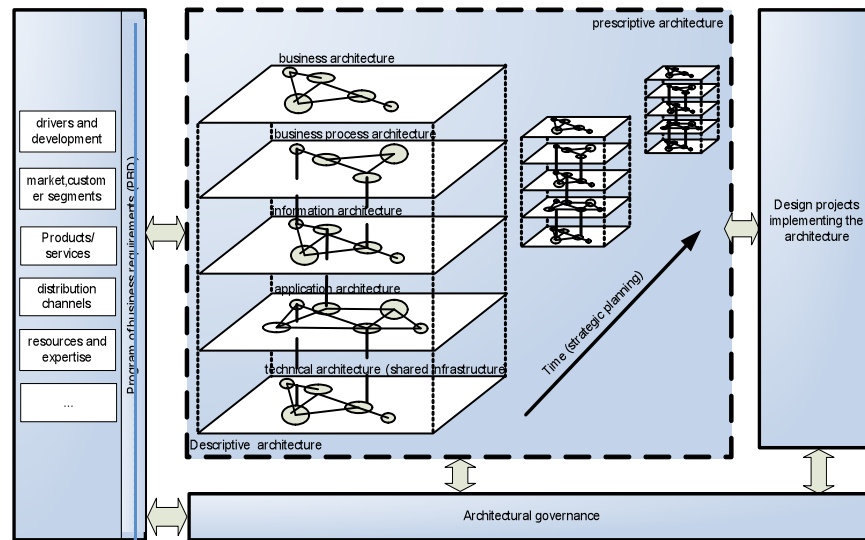 prescriptive architecture
business architecture
drivers and
development
business process architecture
market,custom
er segments
Program of business requirements (PBD)
information architecture
Products/
services
Design projects
implementing the
architecture
distribution
channels
application architecture
resources and
expertise
Time (strategic planning)
technical architecture (shared infrastructure
...
Descriptive architecture
Architectural governance